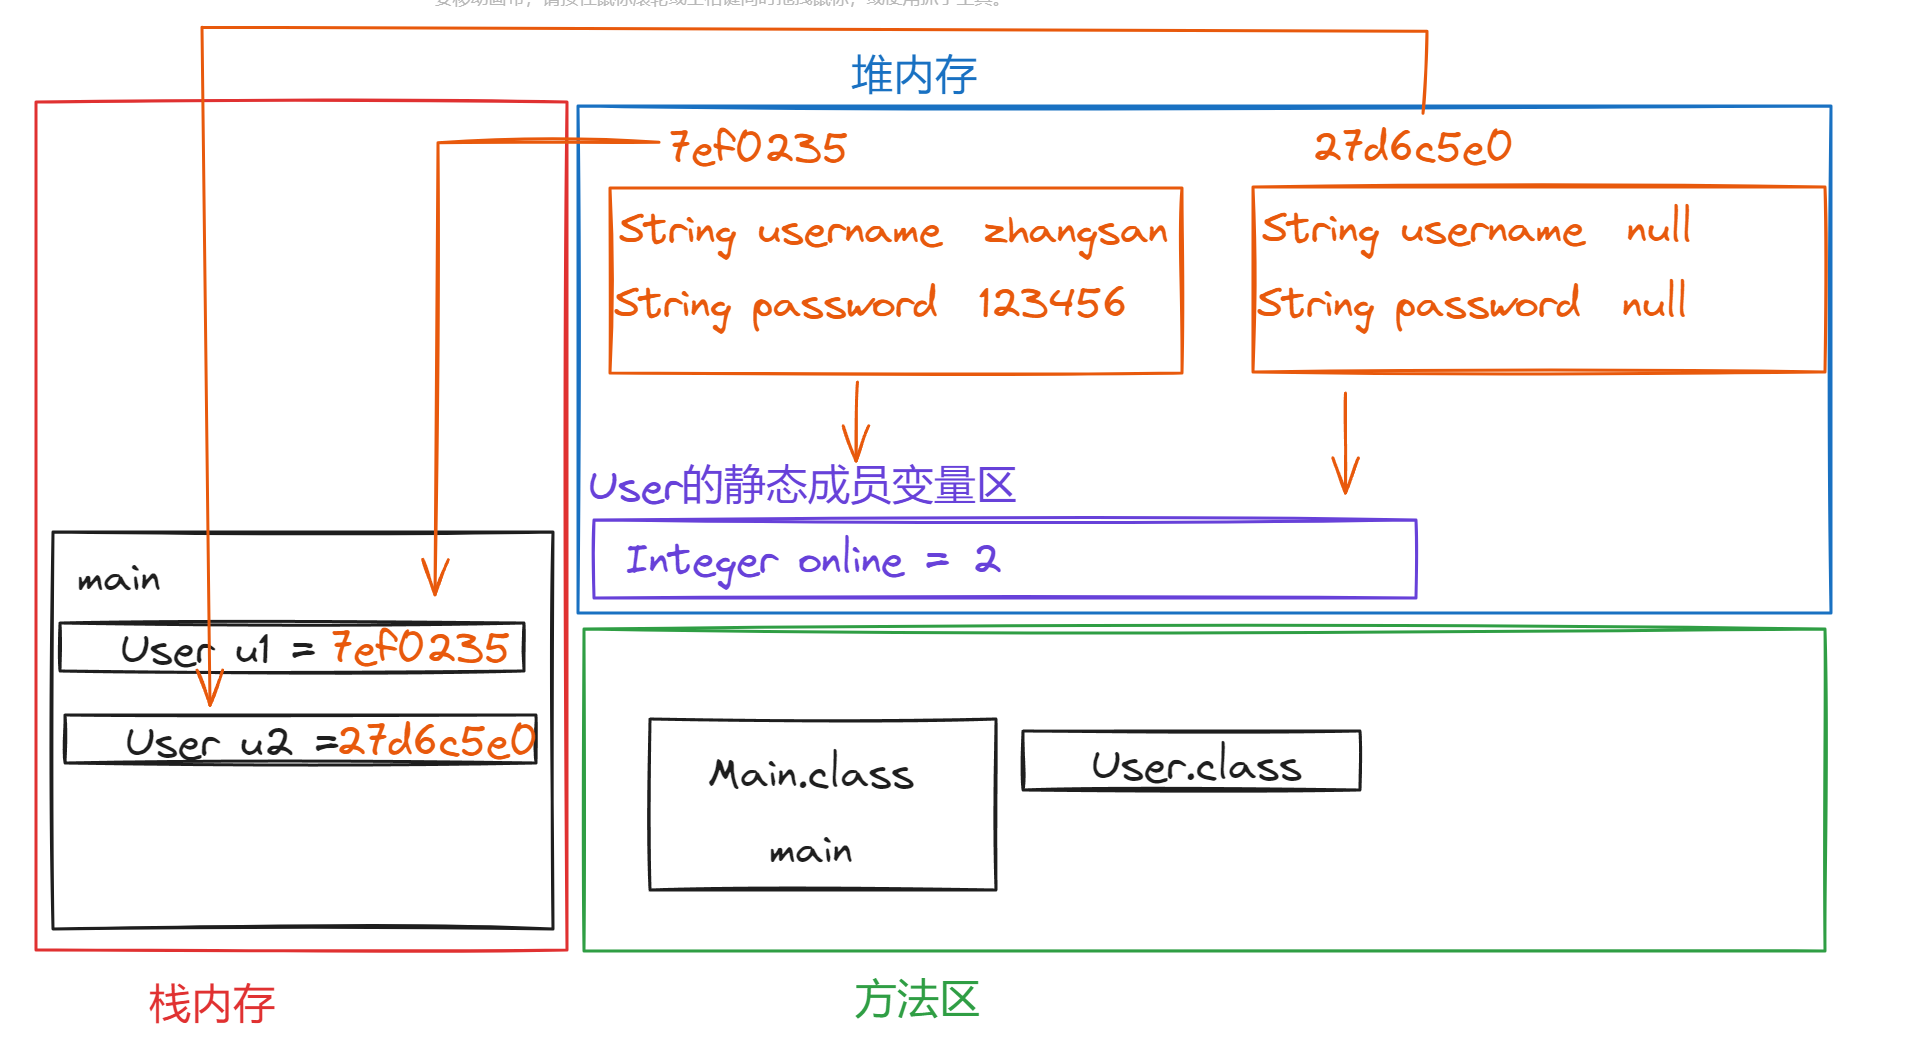 堆内存
7ef0235
27d6c5e0
String username zhangsan
String password 123456
String username null
String password null
User的静态成员变量区
Integer online = 2
main
User u1 = 7ef0235
User u2 =27d6c5e0
Main.class
main
User.class
栈内存
方法区